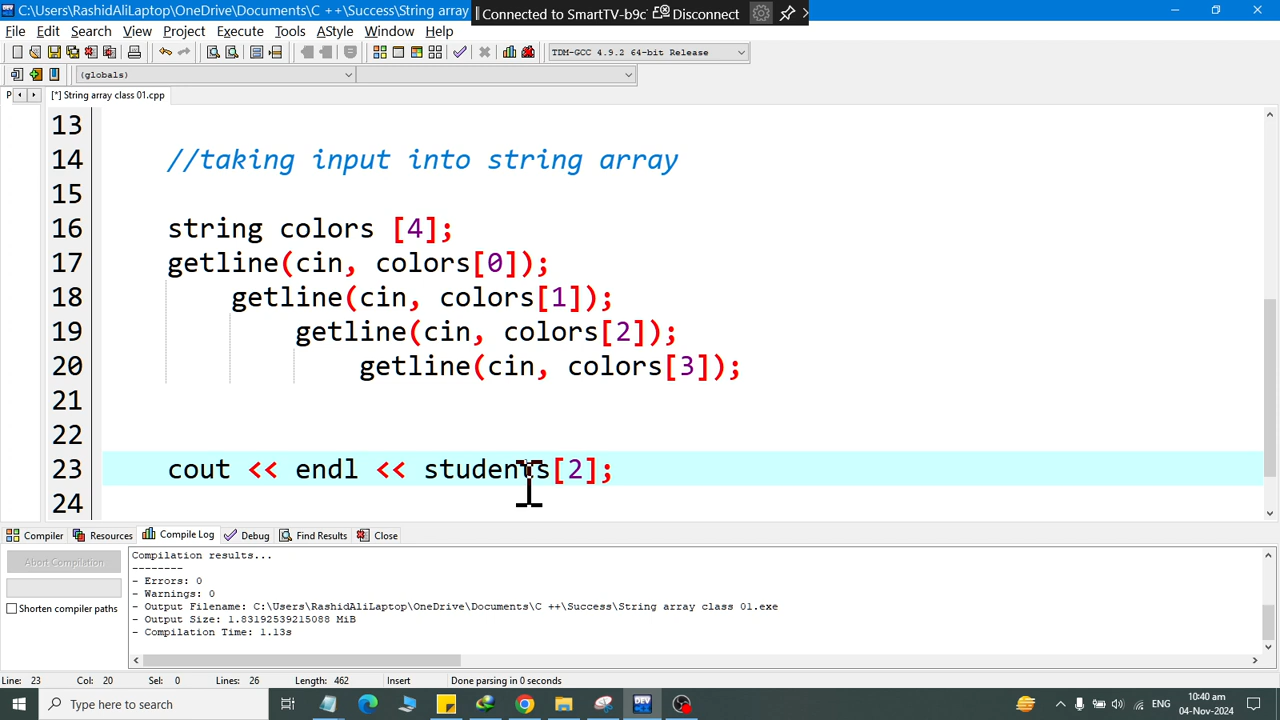 C:\Users\RashidAliLaptop\OneDrive\Documents\C ++\Success\String array
Connected to SmartTV-b9c Disconnect
File Edit Search View Project Execute Tools AStyle Window Help
TDM-GCC 4.9.2 64-bit Release
(globals)
P [*] String array class 01.cpp
13
14 //taking input into string array
15
16 string colors [4];
17 getline(cin, colors[0]);
18 getline(cin, colors[1]);
19 getline(cin, colors[2]);
20 getline(cin, colors[3]);
21
22
23 cout << endl << students[2];
24
Compiler Resources Compile Log Debug Find Results Close
Abort Compilation
Shorten compiler paths
Compilation results...
--------
- Errors: 0
- Warnings: 0
- Output Filename: C:\Users\RashidAliLaptop\OneDrive\Documents\C ++\Success\String array class 01.exe
- Output Size: 1.83192539215088 MiB
- Compilation Time: 1.13s
Line: 23 Col: 20 Sel: 0 Lines: 26 Length: 462 Insert Done parsing in 0 seconds
Type here to search
DEV
ENG
10:40 am
04-Nov-2024